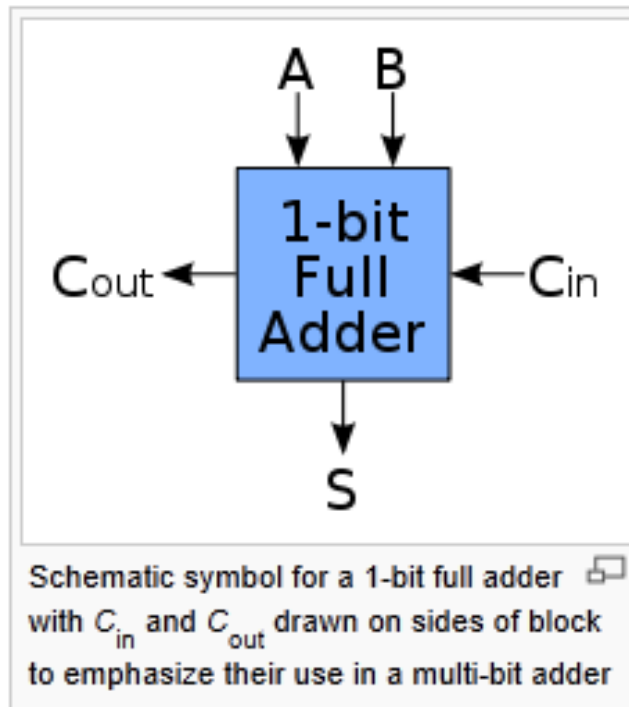 A B
1-bit
Full
Adder
Cout
Cin
S
Schematic symbol for a 1-bit full adder
with Cin and Cout drawn on sides of block
to emphasize their use in a multi-bit adder